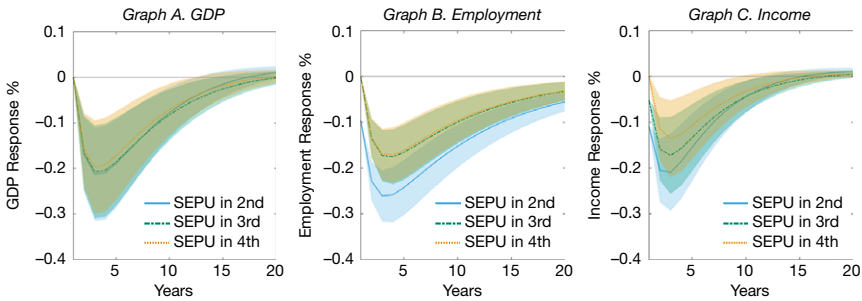 Graph A. GDP
GDP Response %
0.1
0
−0.1
−0.2
−0.3
−0.4
5
10
15
20
Years
SEPU in 2nd
SEPU in 3rd
SEPU in 4th
Graph B. Employment
Employment Response %
0.1
0
−0.1
−0.2
−0.3
−0.4
5
10
15
20
Years
SEPU in 2nd
SEPU in 3rd
SEPU in 4th
Graph C. Income
Income Response %
0.1
0
−0.1
−0.2
−0.3
−0.4
5
10
15
20
Years
SEPU in 2nd
SEPU in 3rd
SEPU in 4th